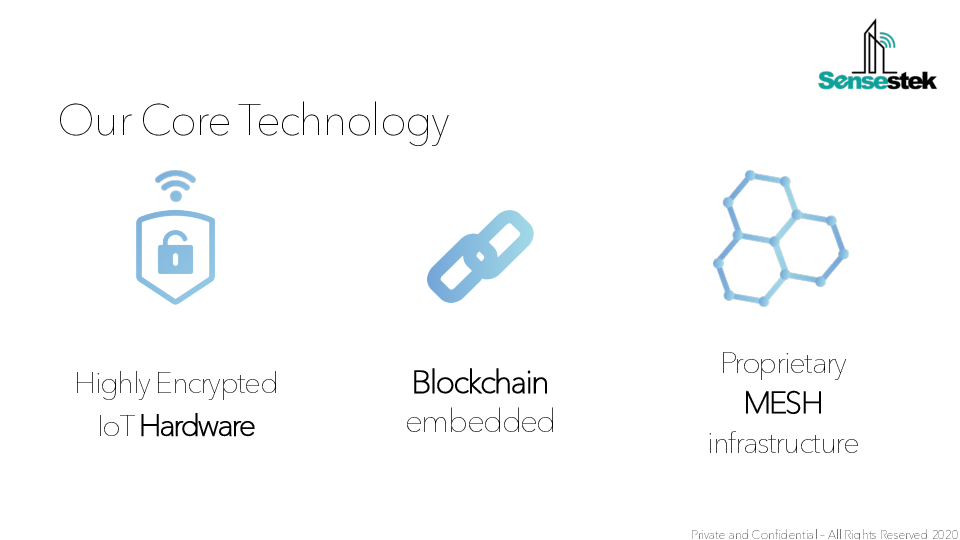 Sensestek
Our Core Technology
Highly Encrypted
IoT Hardware
Blockchain
embedded
Proprietary
MESH
infrastructure
Private and Confidential – All Rights Reserved 2020